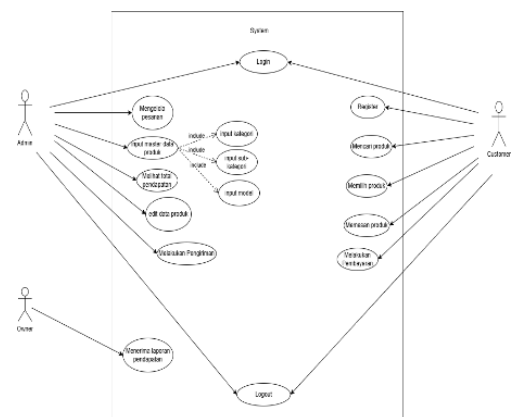 System
Login
Admin
Mengelola
pesanan
Register
Customer
include
input kategori
input master data
produk
include
input sub-
kategori
include
input model
Mencari produk
Melihat total
pendapatan
Memilih produk
edit data produk
Memesan produk
Melakukan Pengiriman
Melakukan
Pembayaran
Owner
Menerima laporan
pendapatan
Logout